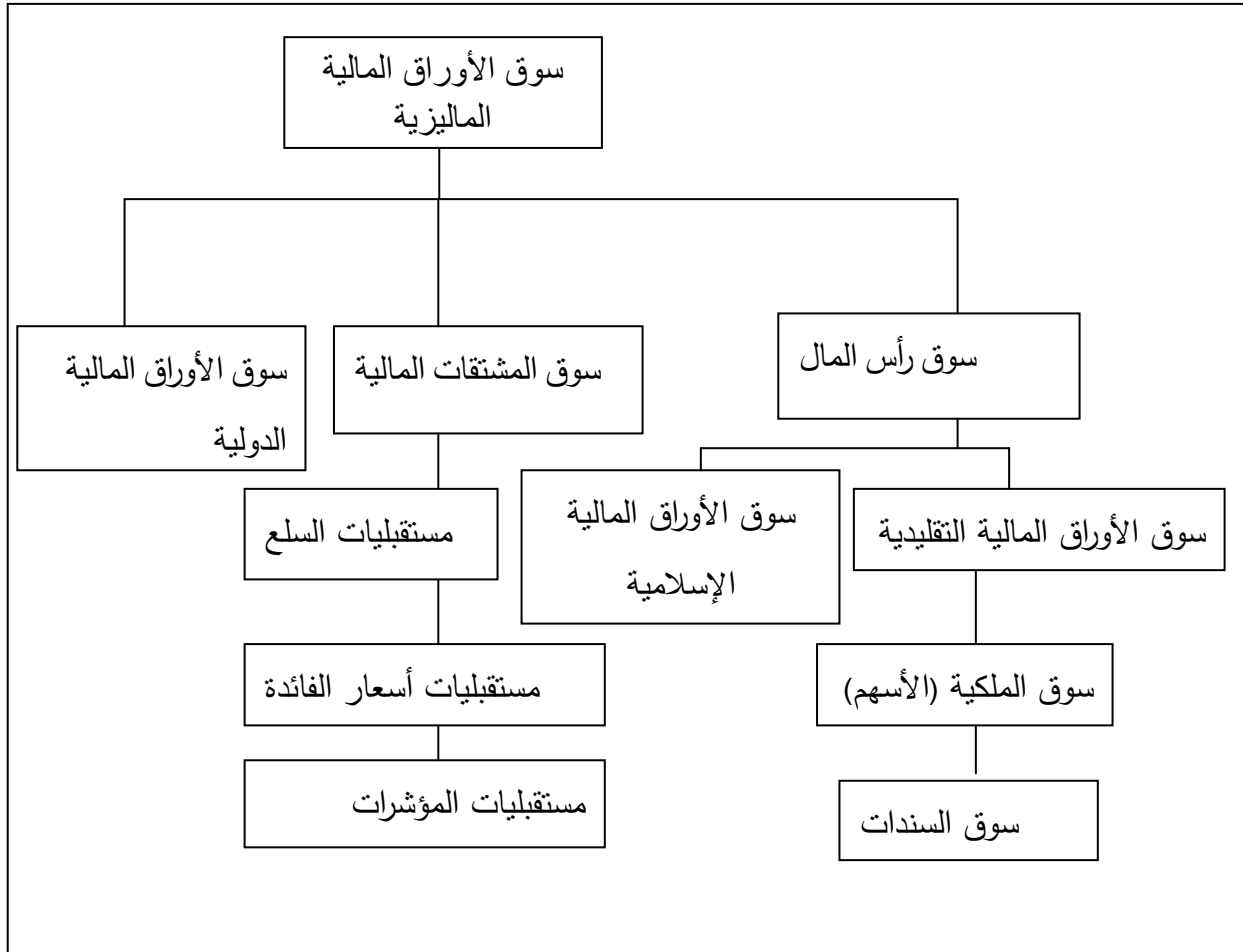 سوق الأوراق المالية
الماليزية
سوق رأس المال
سوق المشتقات المالية
سوق الأوراق المالية
الدولية
سوق الأوراق المالية التقليدية
سوق الأوراق المالية
الإسلامية
مستقبليات السلع
سوق الملكية (الأسهم)
مستقبليات أسعار الفائدة
سوق السندات
مستقبليات المؤشرات